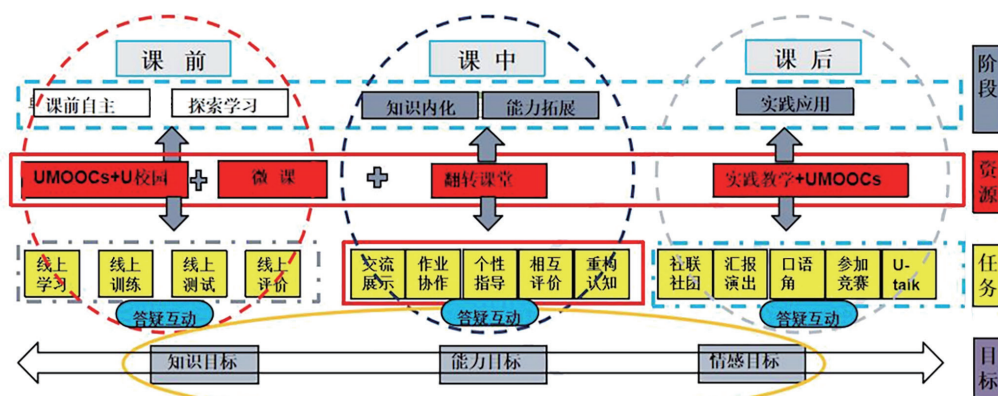 课 前
课 中
课 后
阶段
课前自主
探索学习
知识内化
能力拓展
实践应用
UMOOCs+U校园
+
微 课
+
翻转课堂
实践教学+UMOOCs
资源
线上
学习
线上
训练
线上
测试
线上
评价
交流
展示
作业
协作
个性
指导
相互
评价
重构
认知
社联
社团
汇报
演出
口语
角
参加
竞赛
U-
taik
任务
答疑互动
答疑互动
答疑互动
知识目标
能力目标
情感目标
目标